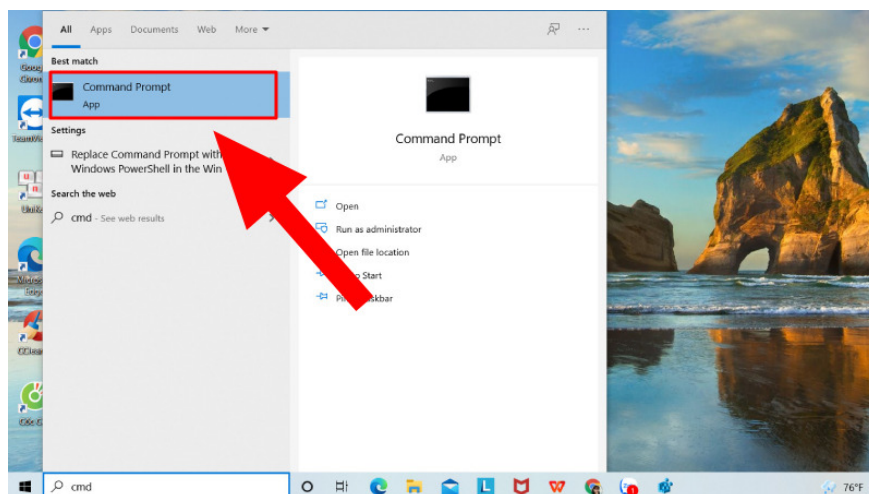 All Apps Documents Web More
Best match
Command Prompt
App
Settings
Replace Command Prompt with
Windows PowerShell in the Win
Search the web
cmd - See web results
Command Prompt
App
Open
Run as administrator
Open file location
Start
cmd
76°F